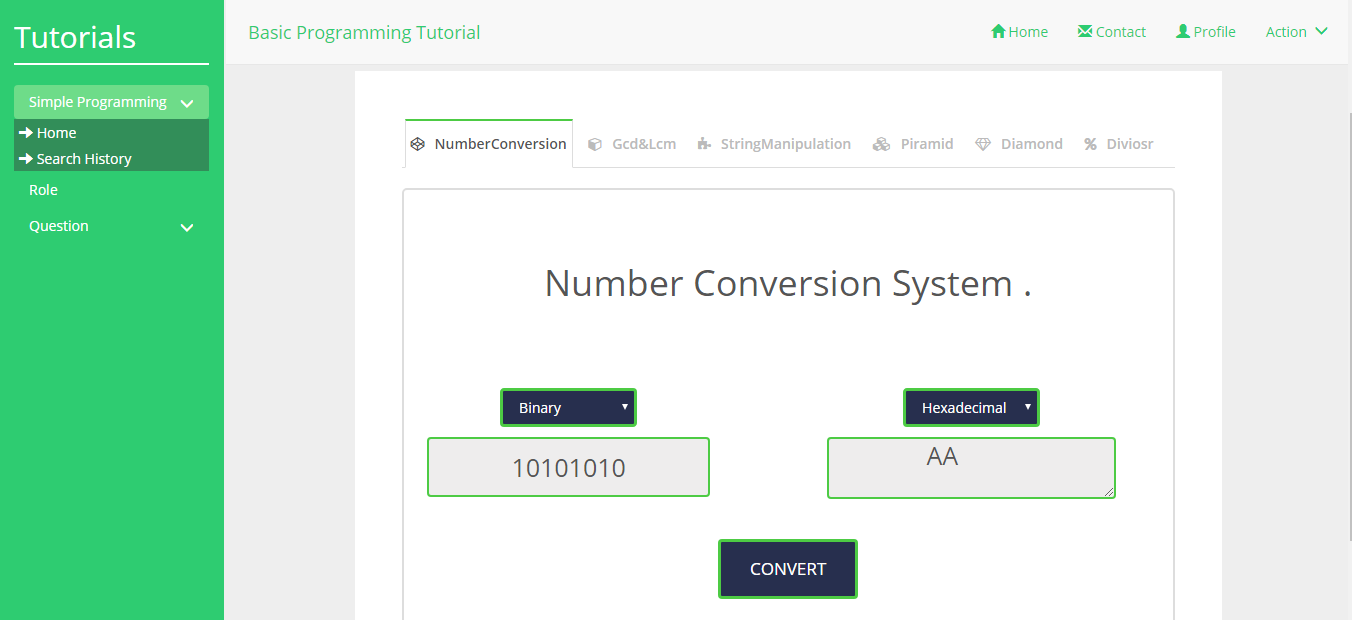 Tutorials
Basic Programming Tutorial
Home
Contact
Profile
Action
Simple Programming
Home
Search History
Role
Question
NumberConversion
Gcd&Lcm
StringManipulation
Piramid
Diamond
Diviosr
Number Conversion System .
Binary
Hexadecimal
10101010
AA
CONVERT